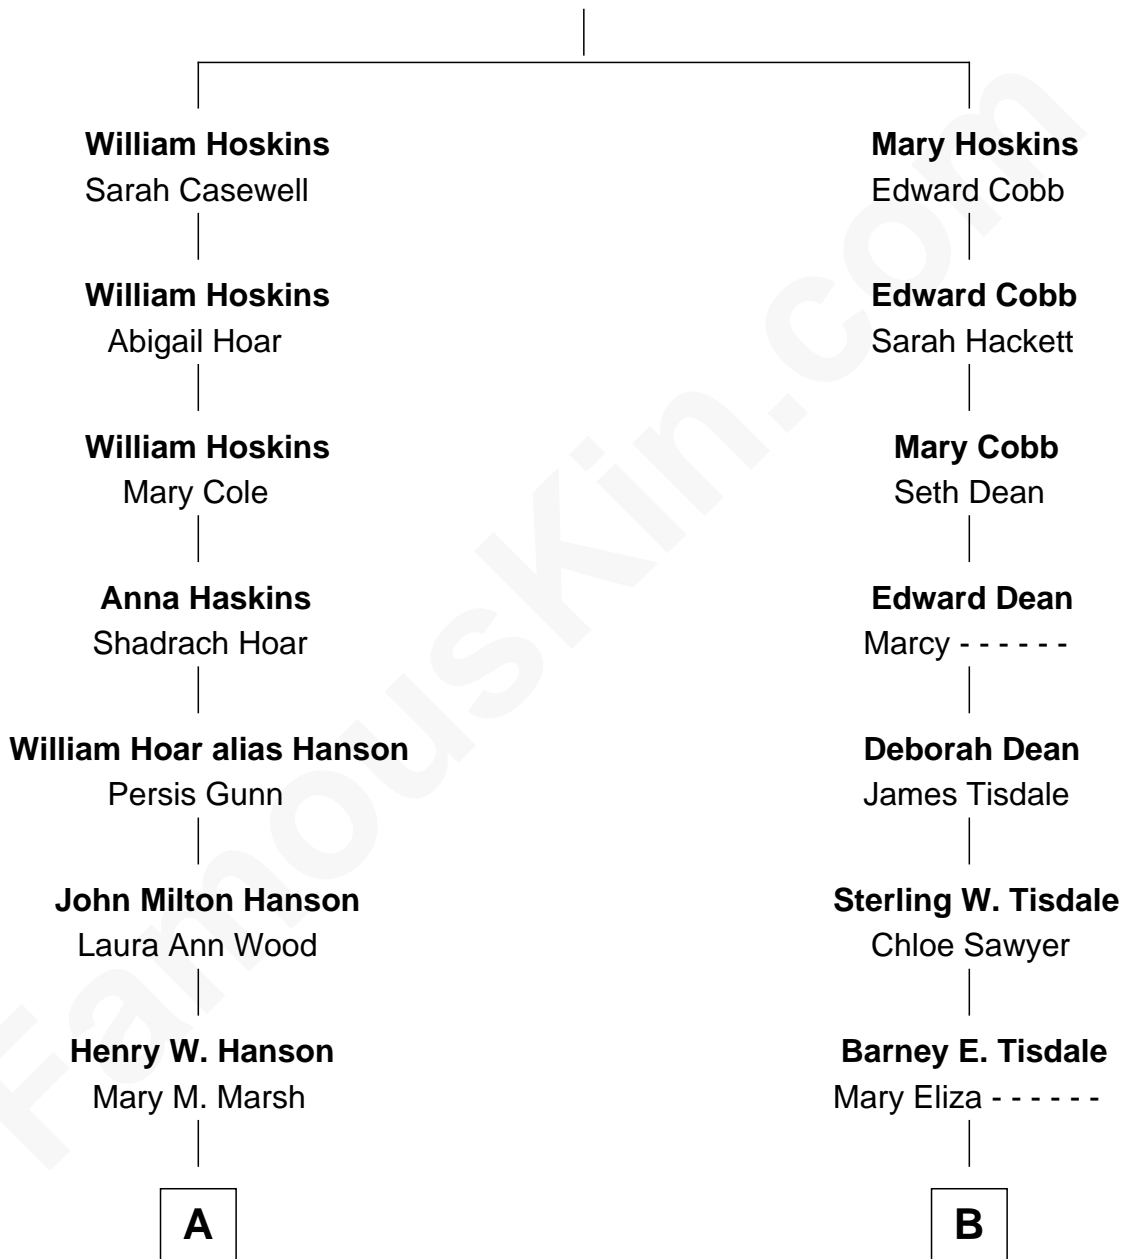 William Hoskins
Sarah Casewell
William Hoskins
Abigail Hoar
William Hoskins
Mary Cole
Anna Haskins
Shadrach Hoar
William Hoar alias Hanson
Persis Gunn
John Milton Hanson
Laura Ann Wood
Henry W. Hanson
Mary M. Marsh
A
Mary Hoskins
Edward Cobb
Edward Cobb
Sarah Hackett
Mary Cobb
Seth Dean
Edward Dean
Marcy - - - - - -
Deborah Dean
James Tisdale
Sterling W. Tisdale
Chloe Sawyer
Barney E. Tisdale
Mary Eliza - - - - - -
B
FamousKin.com